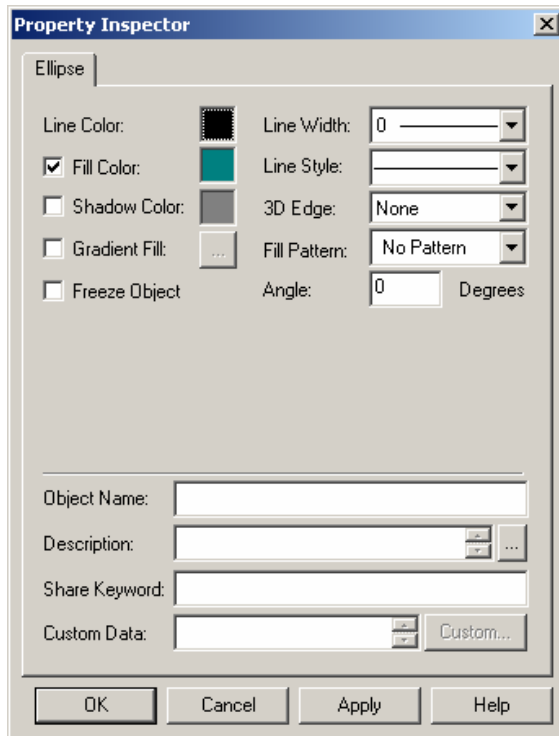 Property Inspector
Ellipse
Line Color: Line Width: 0
Fill Color: Line Style:
Shadow Color: 3D Edge: None
Gradient Fill: ... Fill Pattern: No Pattern
Freeze Object Angle: 0 Degrees
Object Name:
Description: ...
Share Keyword:
Custom Data: Custom...
OK Cancel Apply Help